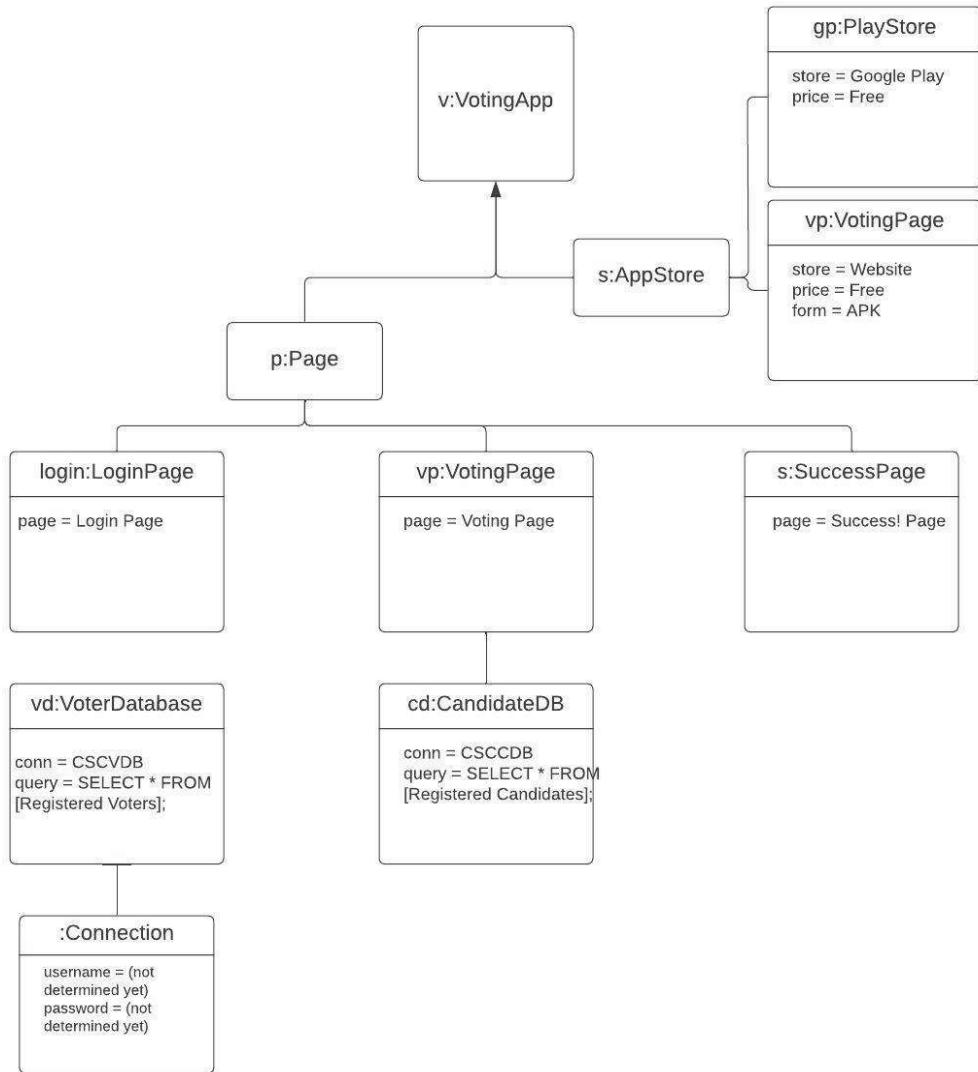 gp:PlayStore
store = Google Play
price = Free
v:VotingApp
vp:VotingPage
store = Website
price = Free
form = APK
s:AppStore
p:Page
login:LoginPage
page = Login Page
vp:VotingPage
page = Voting Page
s:SuccessPage
page = Success! Page
vd:VoterDatabase
conn = CSCVDB
query = SELECT * FROM
[Registered Voters];
cd:CandidateDB
conn = CSCCDB
query = SELECT * FROM
[Registered Candidates];
:Connection
username = (not
determined yet)
password = (not
determined yet)